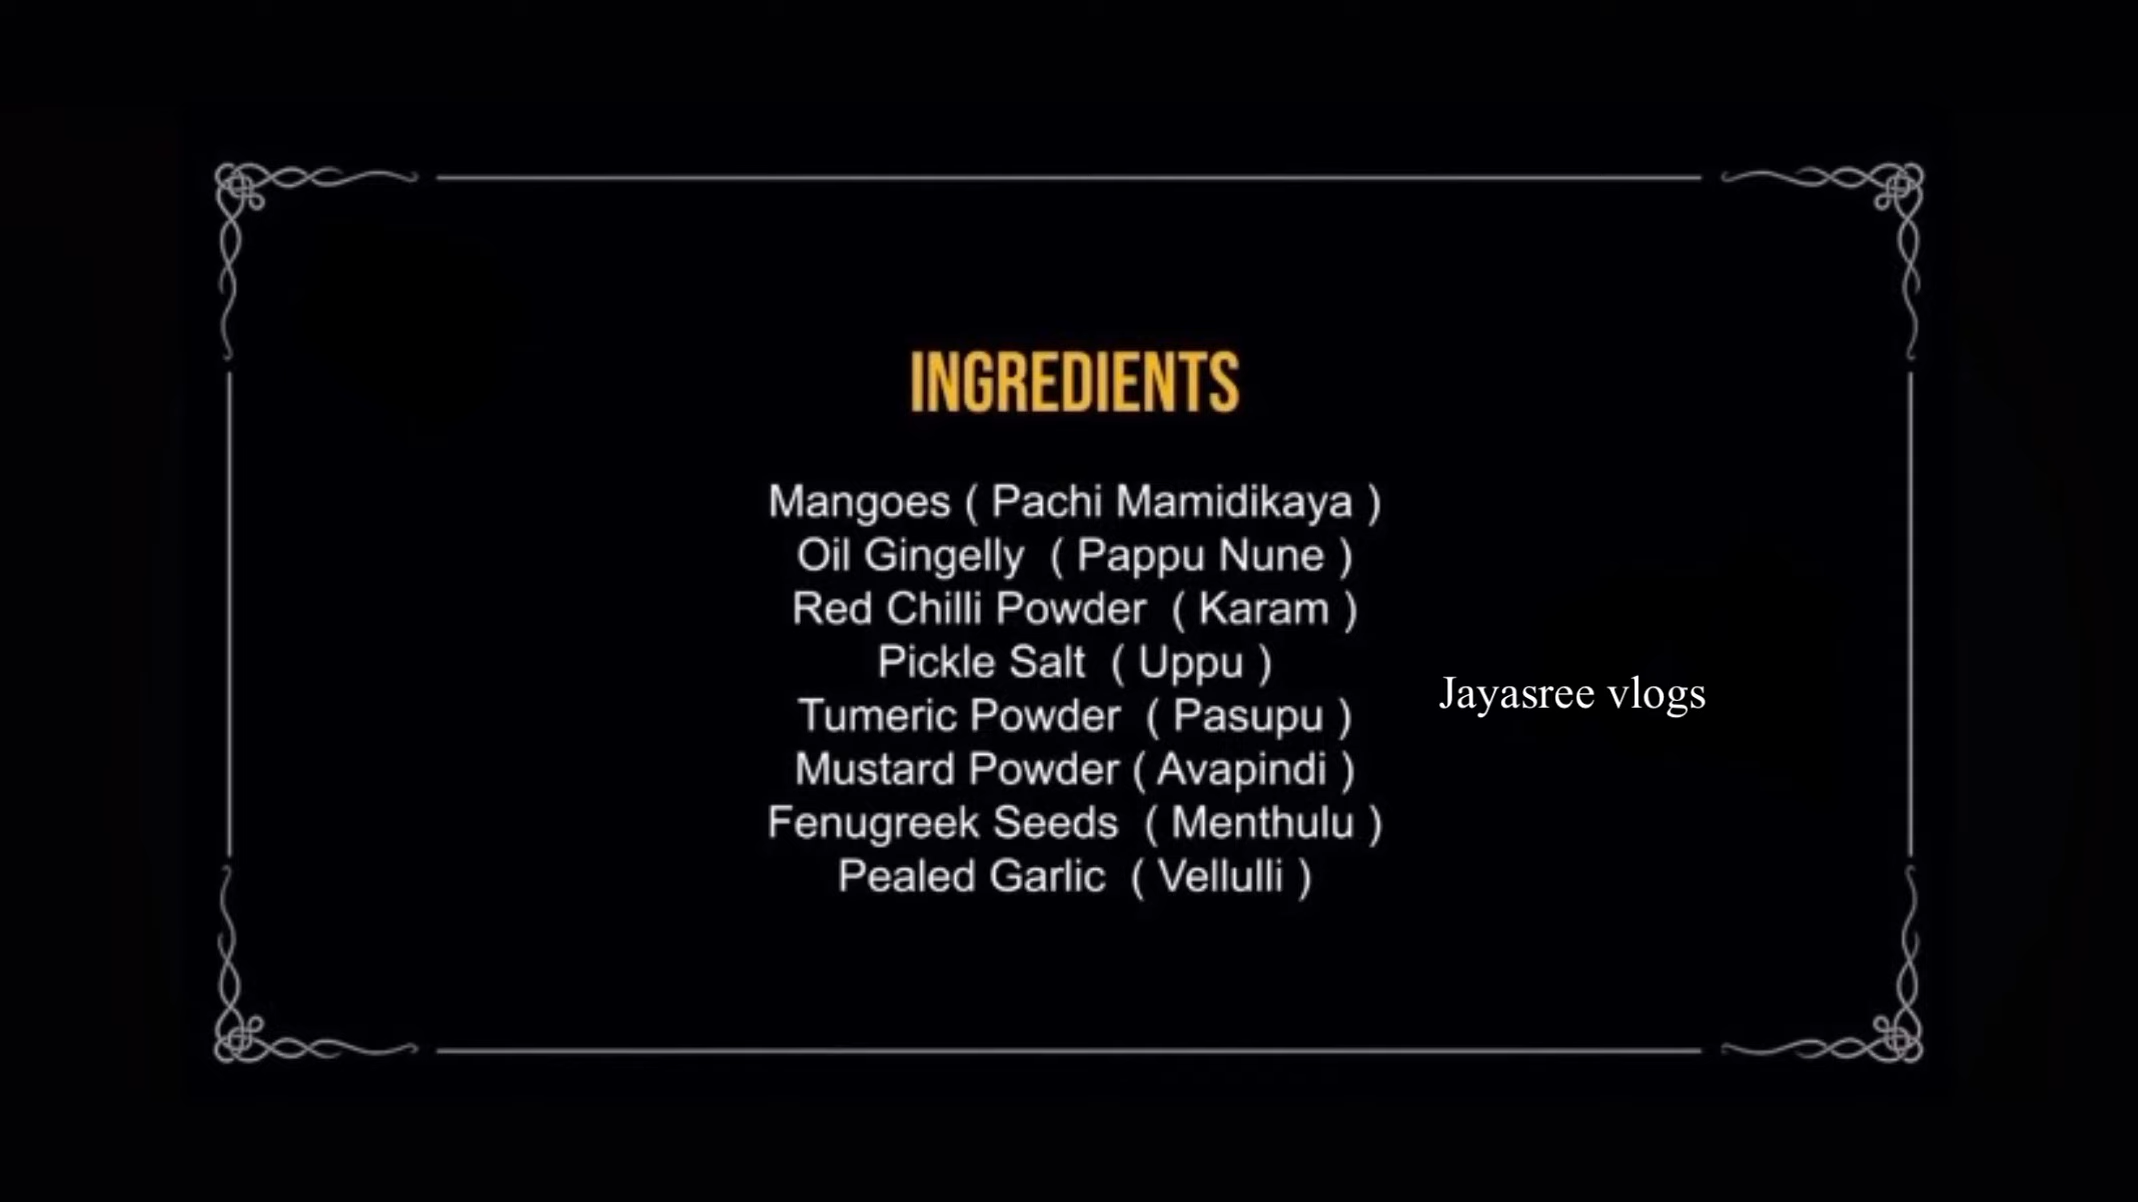 INGREDIENTS
Mangoes ( Pachi Mamidikaya )
Oil Gingelly ( Pappu Nune )
Red Chilli Powder ( Karam )
Pickle Salt ( Uppu )
Tumeric Powder ( Pasupu )
Mustard Powder ( Avapindi )
Fenugreek Seeds ( Menthulu )
Pealed Garlic ( Vellulli )
Jayasree vlogs